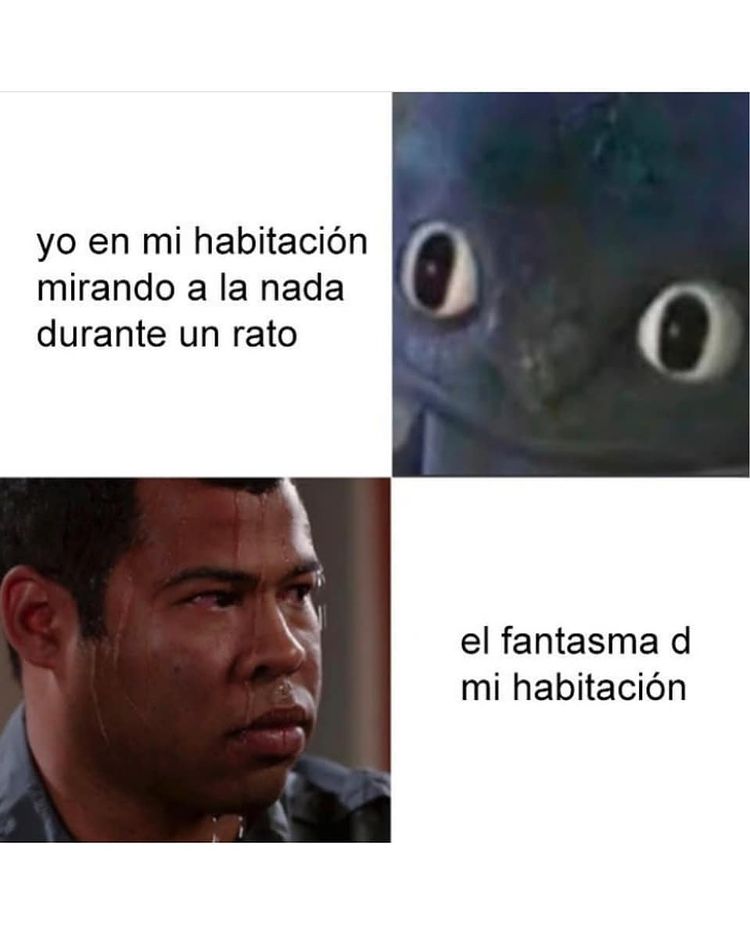 yo en mi habitación
mirando a la nada
durante un rato
el fantasma d
mi habitación